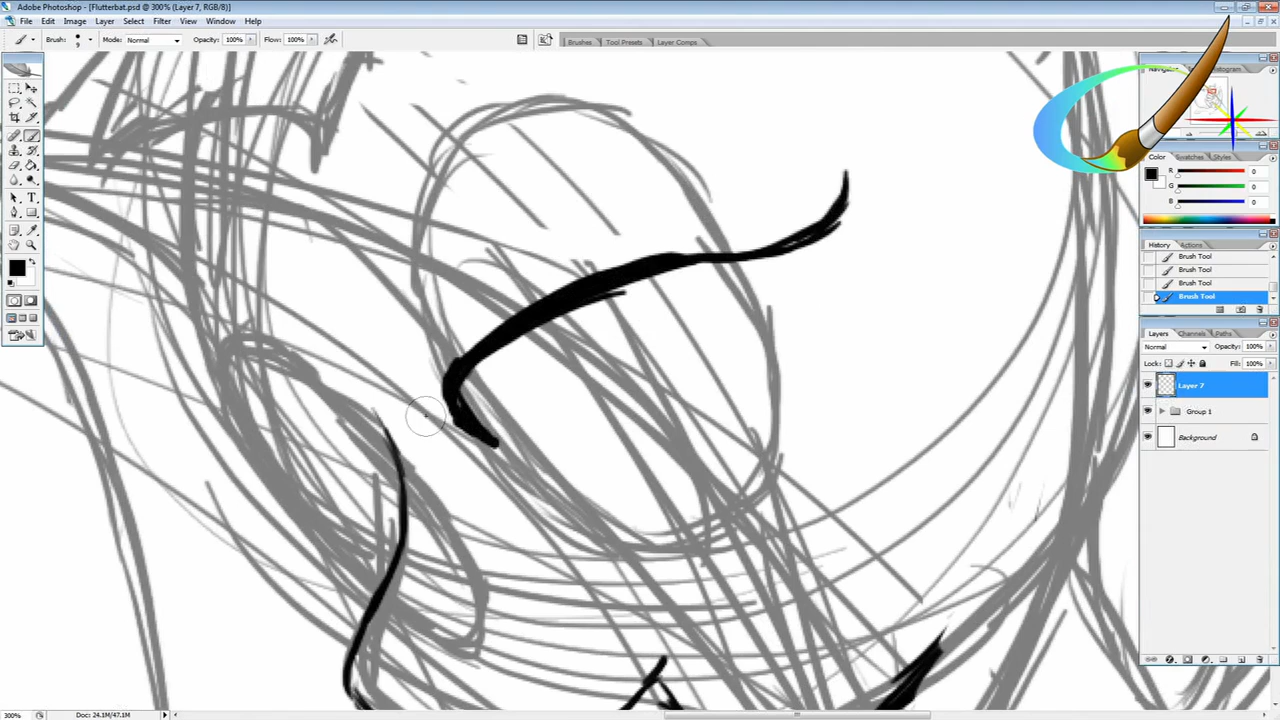 Adobe Photoshop - [Flutterbat.psd @ 300% (Layer 7, RGB/8)]
File Edit Image Layer Select Filter View Window Help
Brush: 9 Mode: Normal Opacity: 100% Flow: 100% Brushes Tool Presets Layer Comps
Color Swatches Styles
R 0
G 0
B 0
History Actions
Brush Tool
Brush Tool
Brush Tool
Brush Tool
Layers Channels Paths
Normal Opacity: 100%
Lock: Fill: 100%
Layer 7
Group 1
Background
300% Doc: 24.1M/47.1M